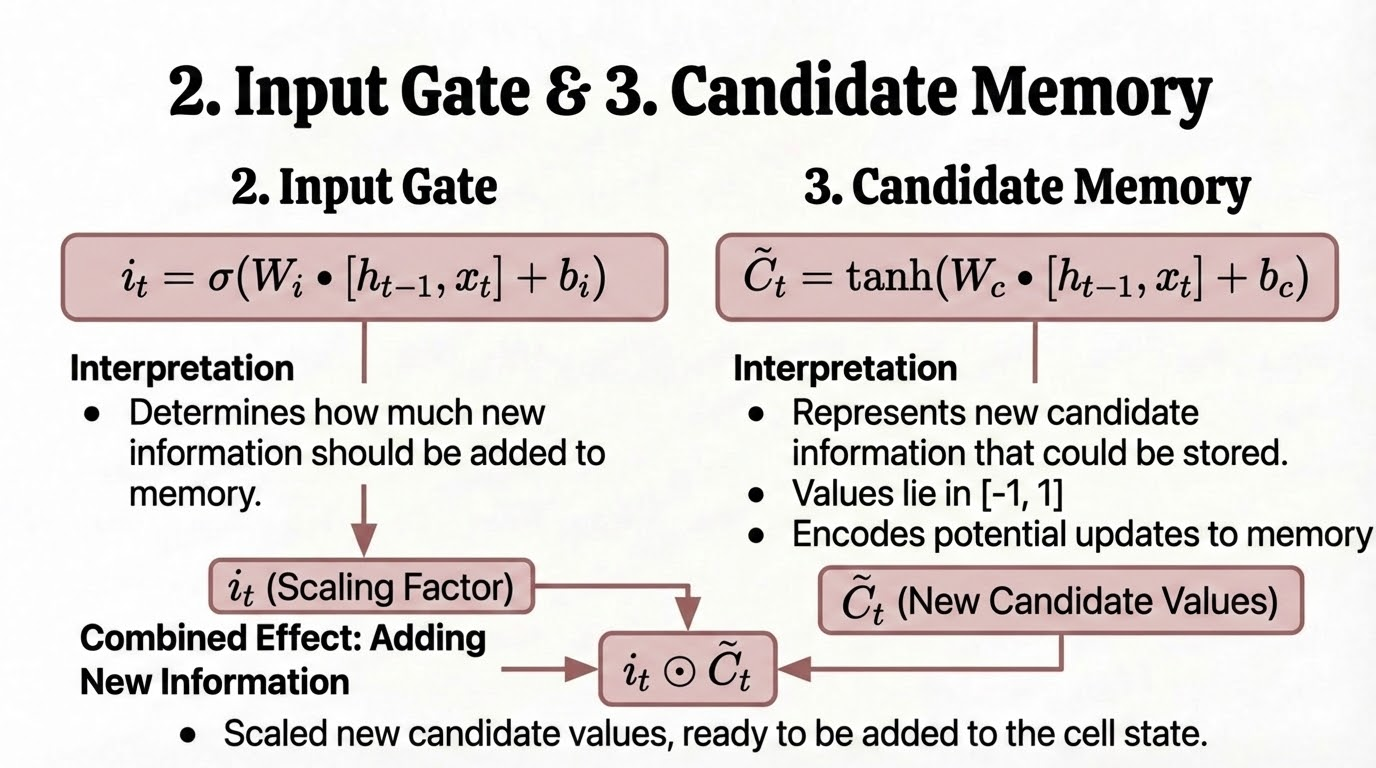 2. Input Gate & 3. Candidate Memory
2. Input Gate
i_t = σ(W_i • [h_{t−1}, x_t] + b_i)
Interpretation
● Determines how much new
information should be added to
memory.
i_t (Scaling Factor)
3. Candidate Memory
C̃_t = tanh(W_c • [h_{t−1}, x_t] + b_c)
Interpretation
● Represents new candidate
information that could be stored.
● Values lie in [-1, 1]
● Encodes potential updates to memory
C̃_t (New Candidate Values)
Combined Effect: Adding
New Information
i_t ⊙ C̃_t
● Scaled new candidate values, ready to be added to the cell state.